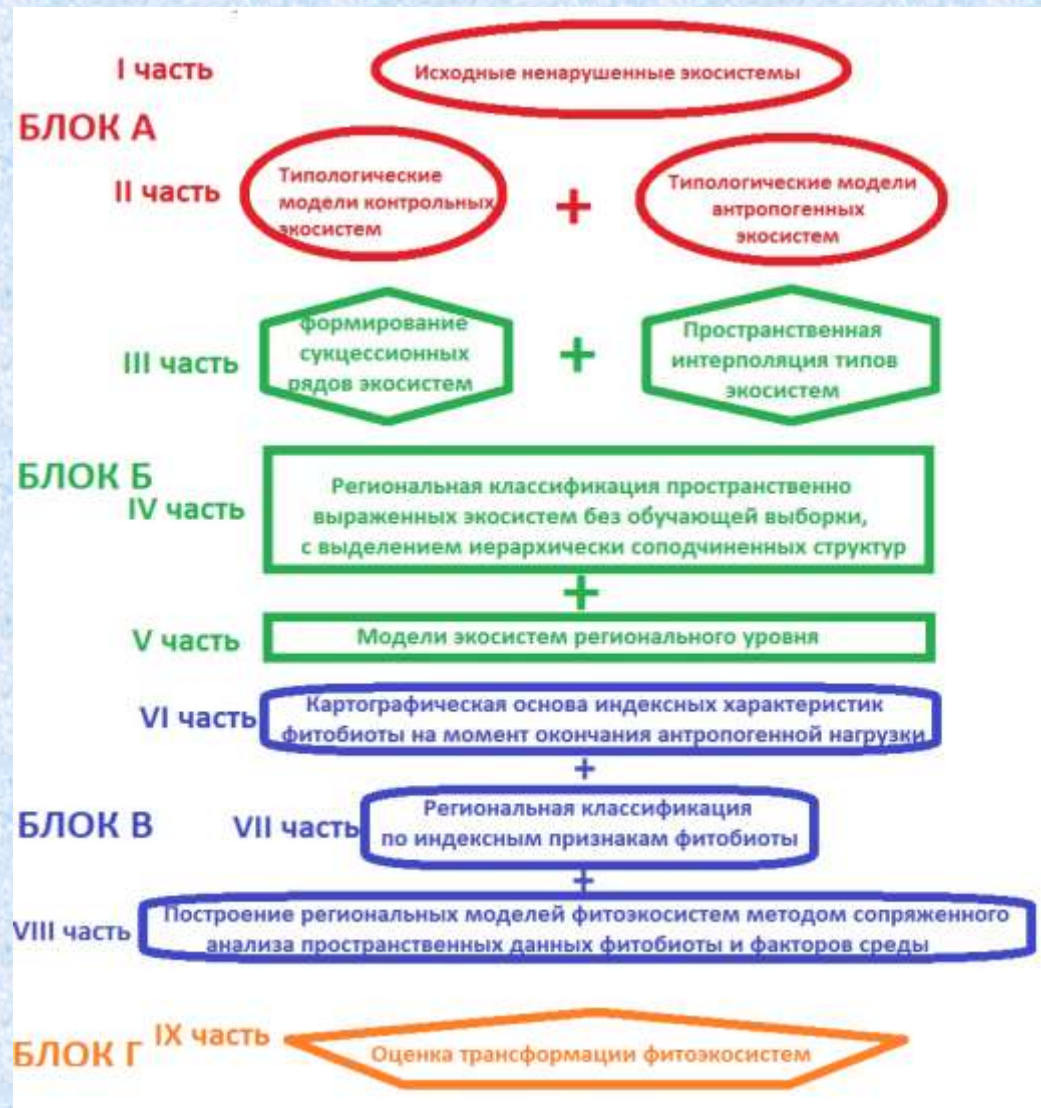 I часть
Исходные ненарушенные экосистемы
БЛОК А
II часть
Типологические
модели контрольных
экосистем
+
Типологические модели
антропогенных
экосистем
III часть
формирование
сукцессионных
рядов экосистем
+
Пространственная
интерполяция типов
экосистем
БЛОК Б
IV часть
Региональная классификация пространственно
выраженных экосистем без обучающей выборки,
с выделением иерархически соподчиненных структур
+
V часть
Модели экосистем регионального уровня
VI часть
Картографическая основа индексных характеристик
фитобиоты на момент окончания антропогенной нагрузки
+
БЛОК В
VII часть
Региональная классификация
по индексным признакам фитобиоты
+
VIII часть
Построение региональных моделей фитоэкосистем методом сопряженного
анализа пространственных данных фитобиоты и факторов среды
БЛОК Г
IX часть
Оценка трансформации фитоэкосистем